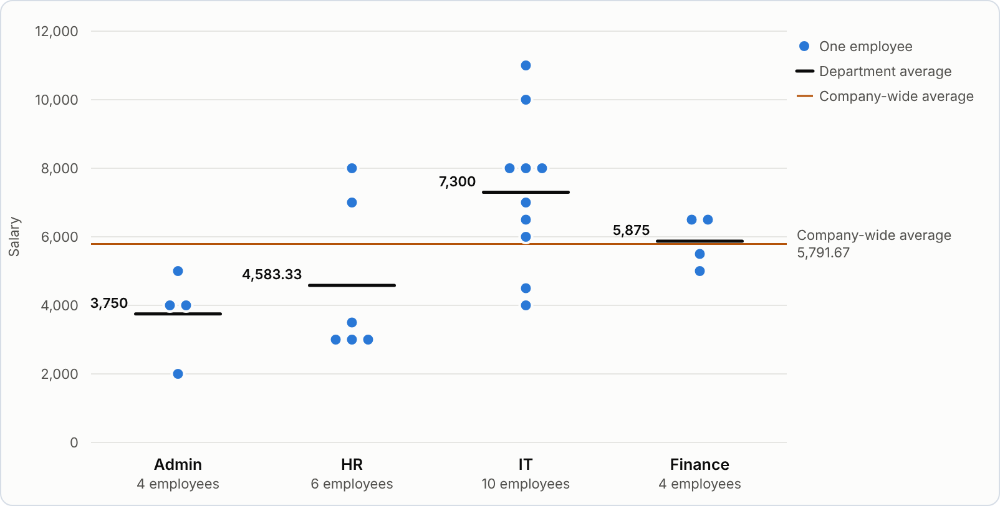 12,000
10,000
8,000
6,000
4,000
2,000
0
Salary
3,750
4,583.33
7,300
5,875
Admin
4 employees
HR
6 employees
IT
10 employees
Finance
4 employees
One employee
Department average
Company-wide average
Company-wide average
5,791.67